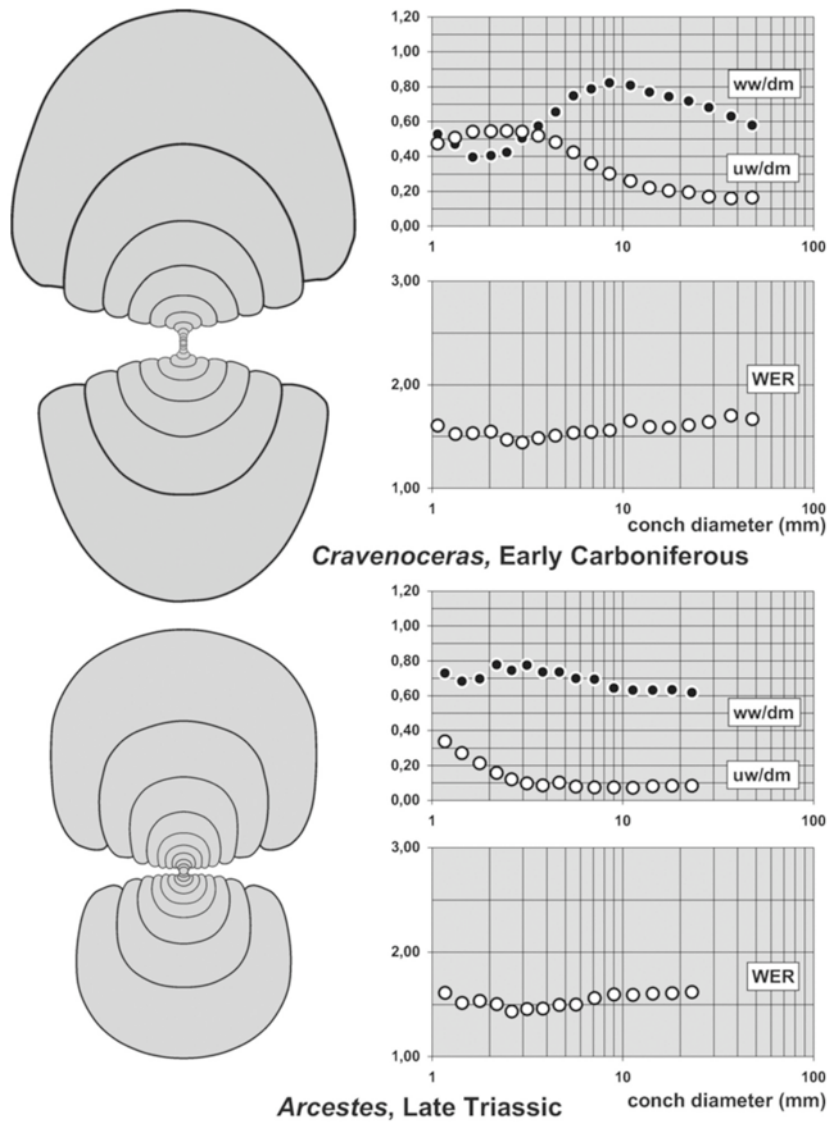 1,20
1,00
0,80
0,60
0,40
0,20
0,00
ww/dm
uw/dm
1 10 100
3,00
2,00
1,00
WER
1 10 100
conch diameter (mm)
Cravenoceras, Early Carboniferous
1,20
1,00
0,80
0,60
0,40
0,20
0,00
ww/dm
uw/dm
1 10 100
3,00
2,00
1,00
WER
1 10 100
conch diameter (mm)
Arcestes, Late Triassic